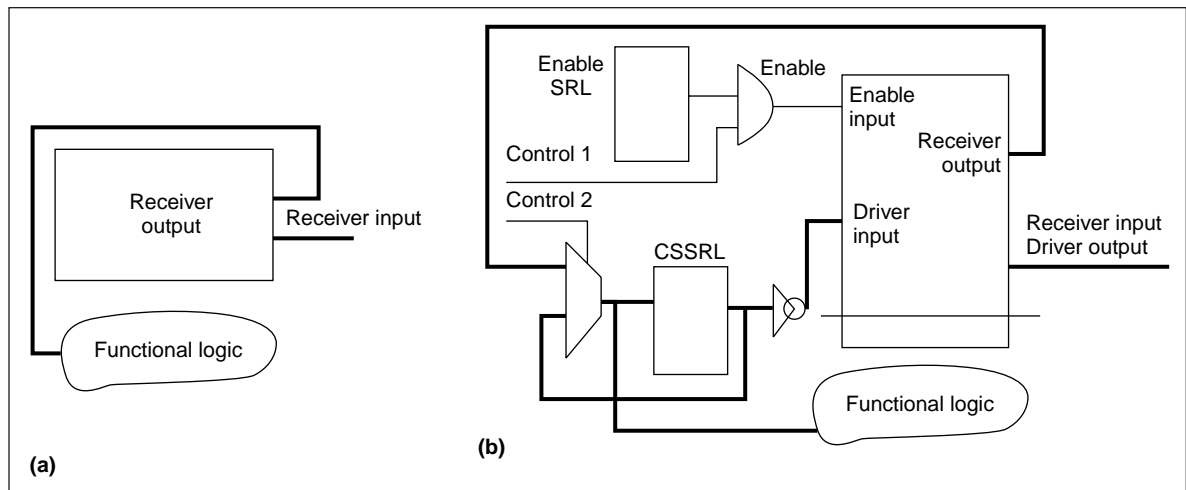 Receiver
output
Receiver input
Functional logic
(a)
Enable
SRL
Enable
Enable
input
Receiver
output
Control 1
Control 2
Driver
input
Receiver input
Driver output
CSSRL
Functional logic
(b)